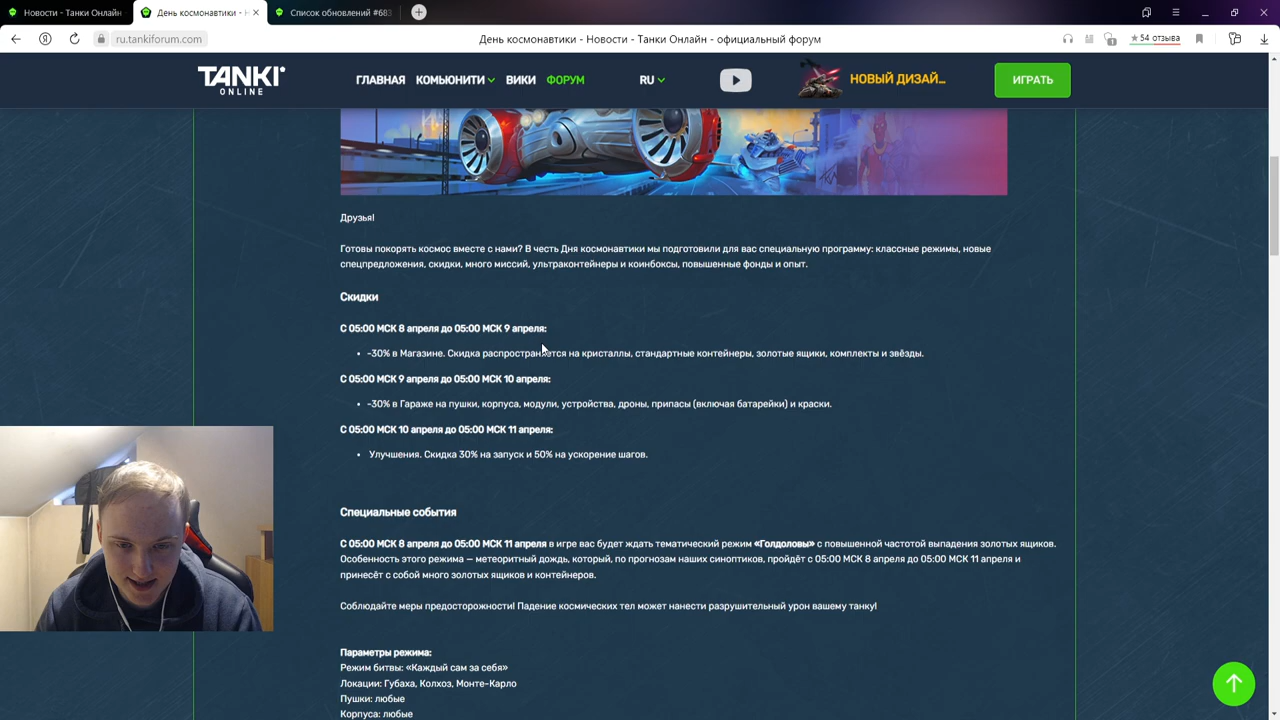 Новости - Танки Онлайн
День космонавтики - Н
Список обновлений #683
ru.tankiforum.com
День космонавтики - Новости - Танки Онлайн - официальный форум
★54 отзыва
TANKI
ONLINE
ГЛАВНАЯ
КОМЬЮНИТИ
ВИКИ
ФОРУМ
RU
НОВЫЙ ДИЗАЙ...
ИГРАТЬ
Друзья!
Готовы покорять космос вместе с нами? В честь Дня космонавтики мы подготовили для вас специальную программу: классные режимы, новые
спецпредложения, скидки, много миссий, ультраконтейнеры и коинбоксы, повышенные фонды и опыт.
Скидки
С 05:00 МСК 8 апреля до 05:00 МСК 9 апреля:
• -30% в Магазине. Скидка распространяется на кристаллы, стандартные контейнеры, золотые ящики, комплекты и звёзды.
С 05:00 МСК 9 апреля до 05:00 МСК 10 апреля:
• -30% в Гараже на пушки, корпуса, модули, устройства, дроны, припасы (включая батарейки) и краски.
С 05:00 МСК 10 апреля до 05:00 МСК 11 апреля:
• Улучшения. Скидка 30% на запуск и 50% на ускорение шагов.
Специальные события
С 05:00 МСК 8 апреля до 05:00 МСК 11 апреля в игре вас будет ждать тематический режим «Голдоловы» с повышенной частотой выпадения золотых ящиков.
Особенность этого режима — метеоритный дождь, который, по прогнозам наших синоптиков, пройдёт с 05:00 МСК 8 апреля до 05:00 МСК 11 апреля и
принесёт с собой много золотых ящиков и контейнеров.
Соблюдайте меры предосторожности! Падение космических тел может нанести разрушительный урон вашему танку!
Параметры режима:
Режим битвы: «Каждый сам за себя»
Локации: Губаха, Колхоз, Монте-Карло
Пушки: любые
Корпуса: любые